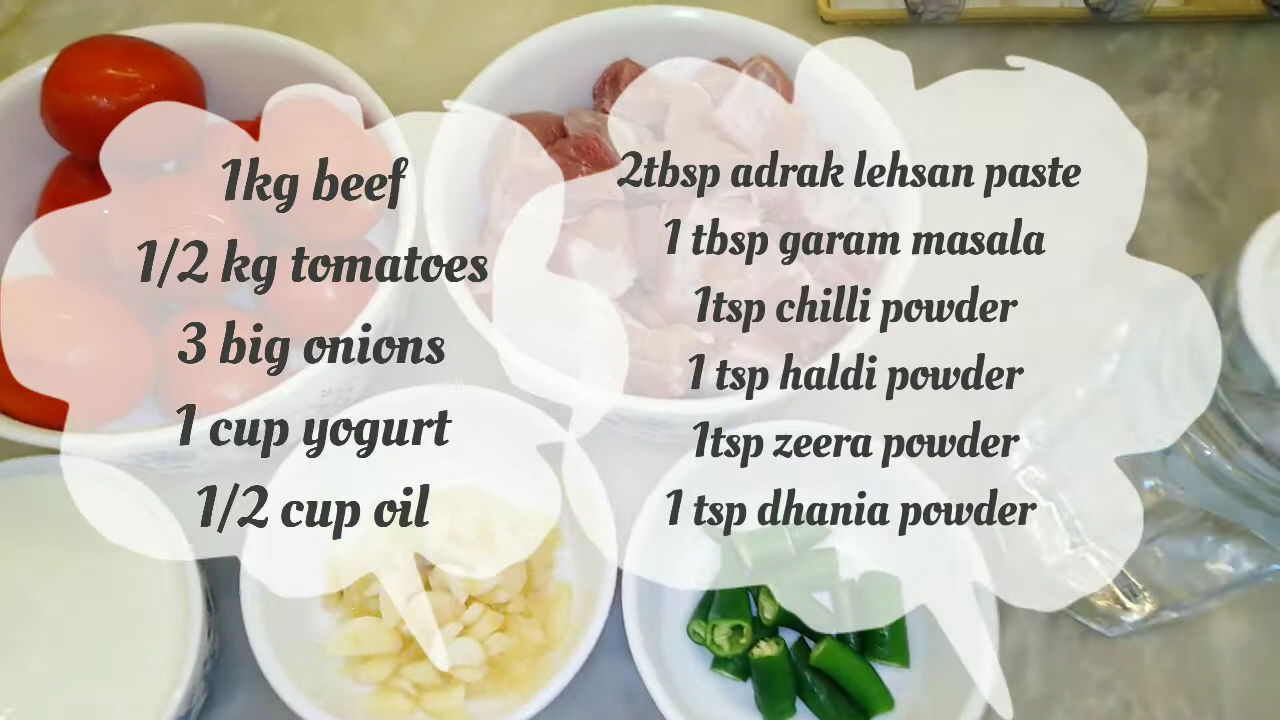 1kg beef
1/2 kg tomatoes
3 big onions
1 cup yogurt
1/2 cup oil
2tbsp adrak lehsan paste
1 tbsp garam masala
1tsp chilli powder
1 tsp haldi powder
1tsp zeera powder
1 tsp dhania powder